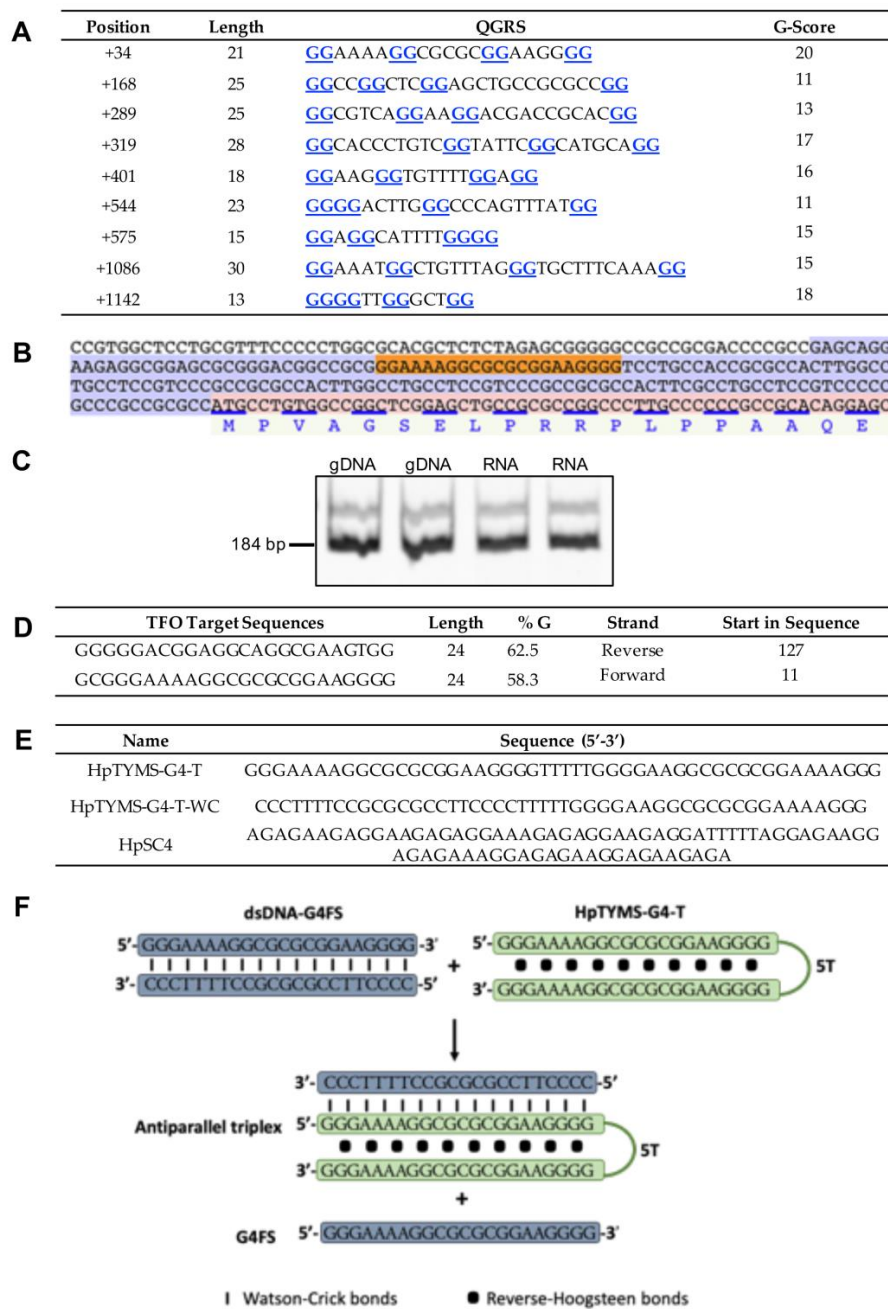 A
Position Length QGRS G-Score
+34 21 GGAAAAGGCGCGCGGAAGGGG 20
+168 25 GGCCGGCTCGGAGCTGCCGCGCCGG 11
+289 25 GGCGTCAGGAAGGACGACCGCACGG 13
+319 28 GGCACCCTGTCGGTATTCGGCATGCAGG 17
+401 18 GGAAGGGTGTTTTGGAGG 16
+544 23 GGGGACTTGGGCCCAGTTTATGG 11
+575 15 GGAGGCATTTTGGGG 15
+1086 30 GGAAATGGCTGTTTAGGGTGCTTTCAAAGG 15
+1142 13 GGGGTTGGGCTGG 18
B
CCGTGGCTCCTGCGTTTCCCCCTGGCGCACGCTCTCTAGAGCGGGGGCCGCCGCGACCCCGCCGAGCAGG
AAGAGGCGGAGCGCGGGACGGCCGCGGGAAAAGGCGCGCGGAAGGGGTCCTGCCACCGCGCCACTTGGCC
TGCCTCCGTCCCGCCGCGCCACTTGGCCTGCCTCCGTCCCGCCGCGCCACTTCGCCTGCCTCCGTCCCCC
GCCCGCCGCGCCATGCCTGTGGCCGGCTCGGAGCTGCCGCGCCGGCCCTTGCCCCCCGCCGCACAGGAGC
M P V A G S E L P R R P L P P A A Q E
C
gDNA gDNA RNA RNA
184 bp
D
TFO Target Sequences Length % G Strand Start in Sequence
GGGGGACGGAGGCAGGCGAAGTGG 24 62.5 Reverse 127
GCGGGAAAAGGCGCGCGGAAGGGG 24 58.3 Forward 11
E
Name Sequence (5’-3’)
HpTYMS-G4-T GGGAAAAGGCGCGCGGAAGGGGTTTTTGGGGAAGGCGCGCGGAAAAGGG
HpTYMS-G4-T-WC CCCTTTTCCGCGCGCCTTCCCCTTTTTGGGGAAGGCGCGCGGAAAAGGG
HpSC4 AGAGAAGAGGAAGAGAGGAAAGAGAGGAAGAGGATTTTTAGGAGAAGG
AGAGAAAGGAGAGAAGGAGAAGAGA
F
dsDNA-G4FS HpTYMS-G4-T
5’-GGGAAAAGGCGCGCGGAAGGGG-3’ + 5’-GGGAAAAGGCGCGCGGAAGGGG 5T
3’-CCCTTTTCCGCGCGCCTTCCCC-5’ 3’-GGGAAAAGGCGCGCGGAAGGGG
3’-CCCTTTTCCGCGCGCCTTCCCC-5’
Antiparallel triplex 5’-GGGAAAAGGCGCGCGGAAGGGG 5T
3’-GGGAAAAGGCGCGCGGAAGGGG
+
G4FS 5’-GGGAAAAGGCGCGCGGAAGGGG-3’
Watson-Crick bonds Reverse-Hoogsteen bonds